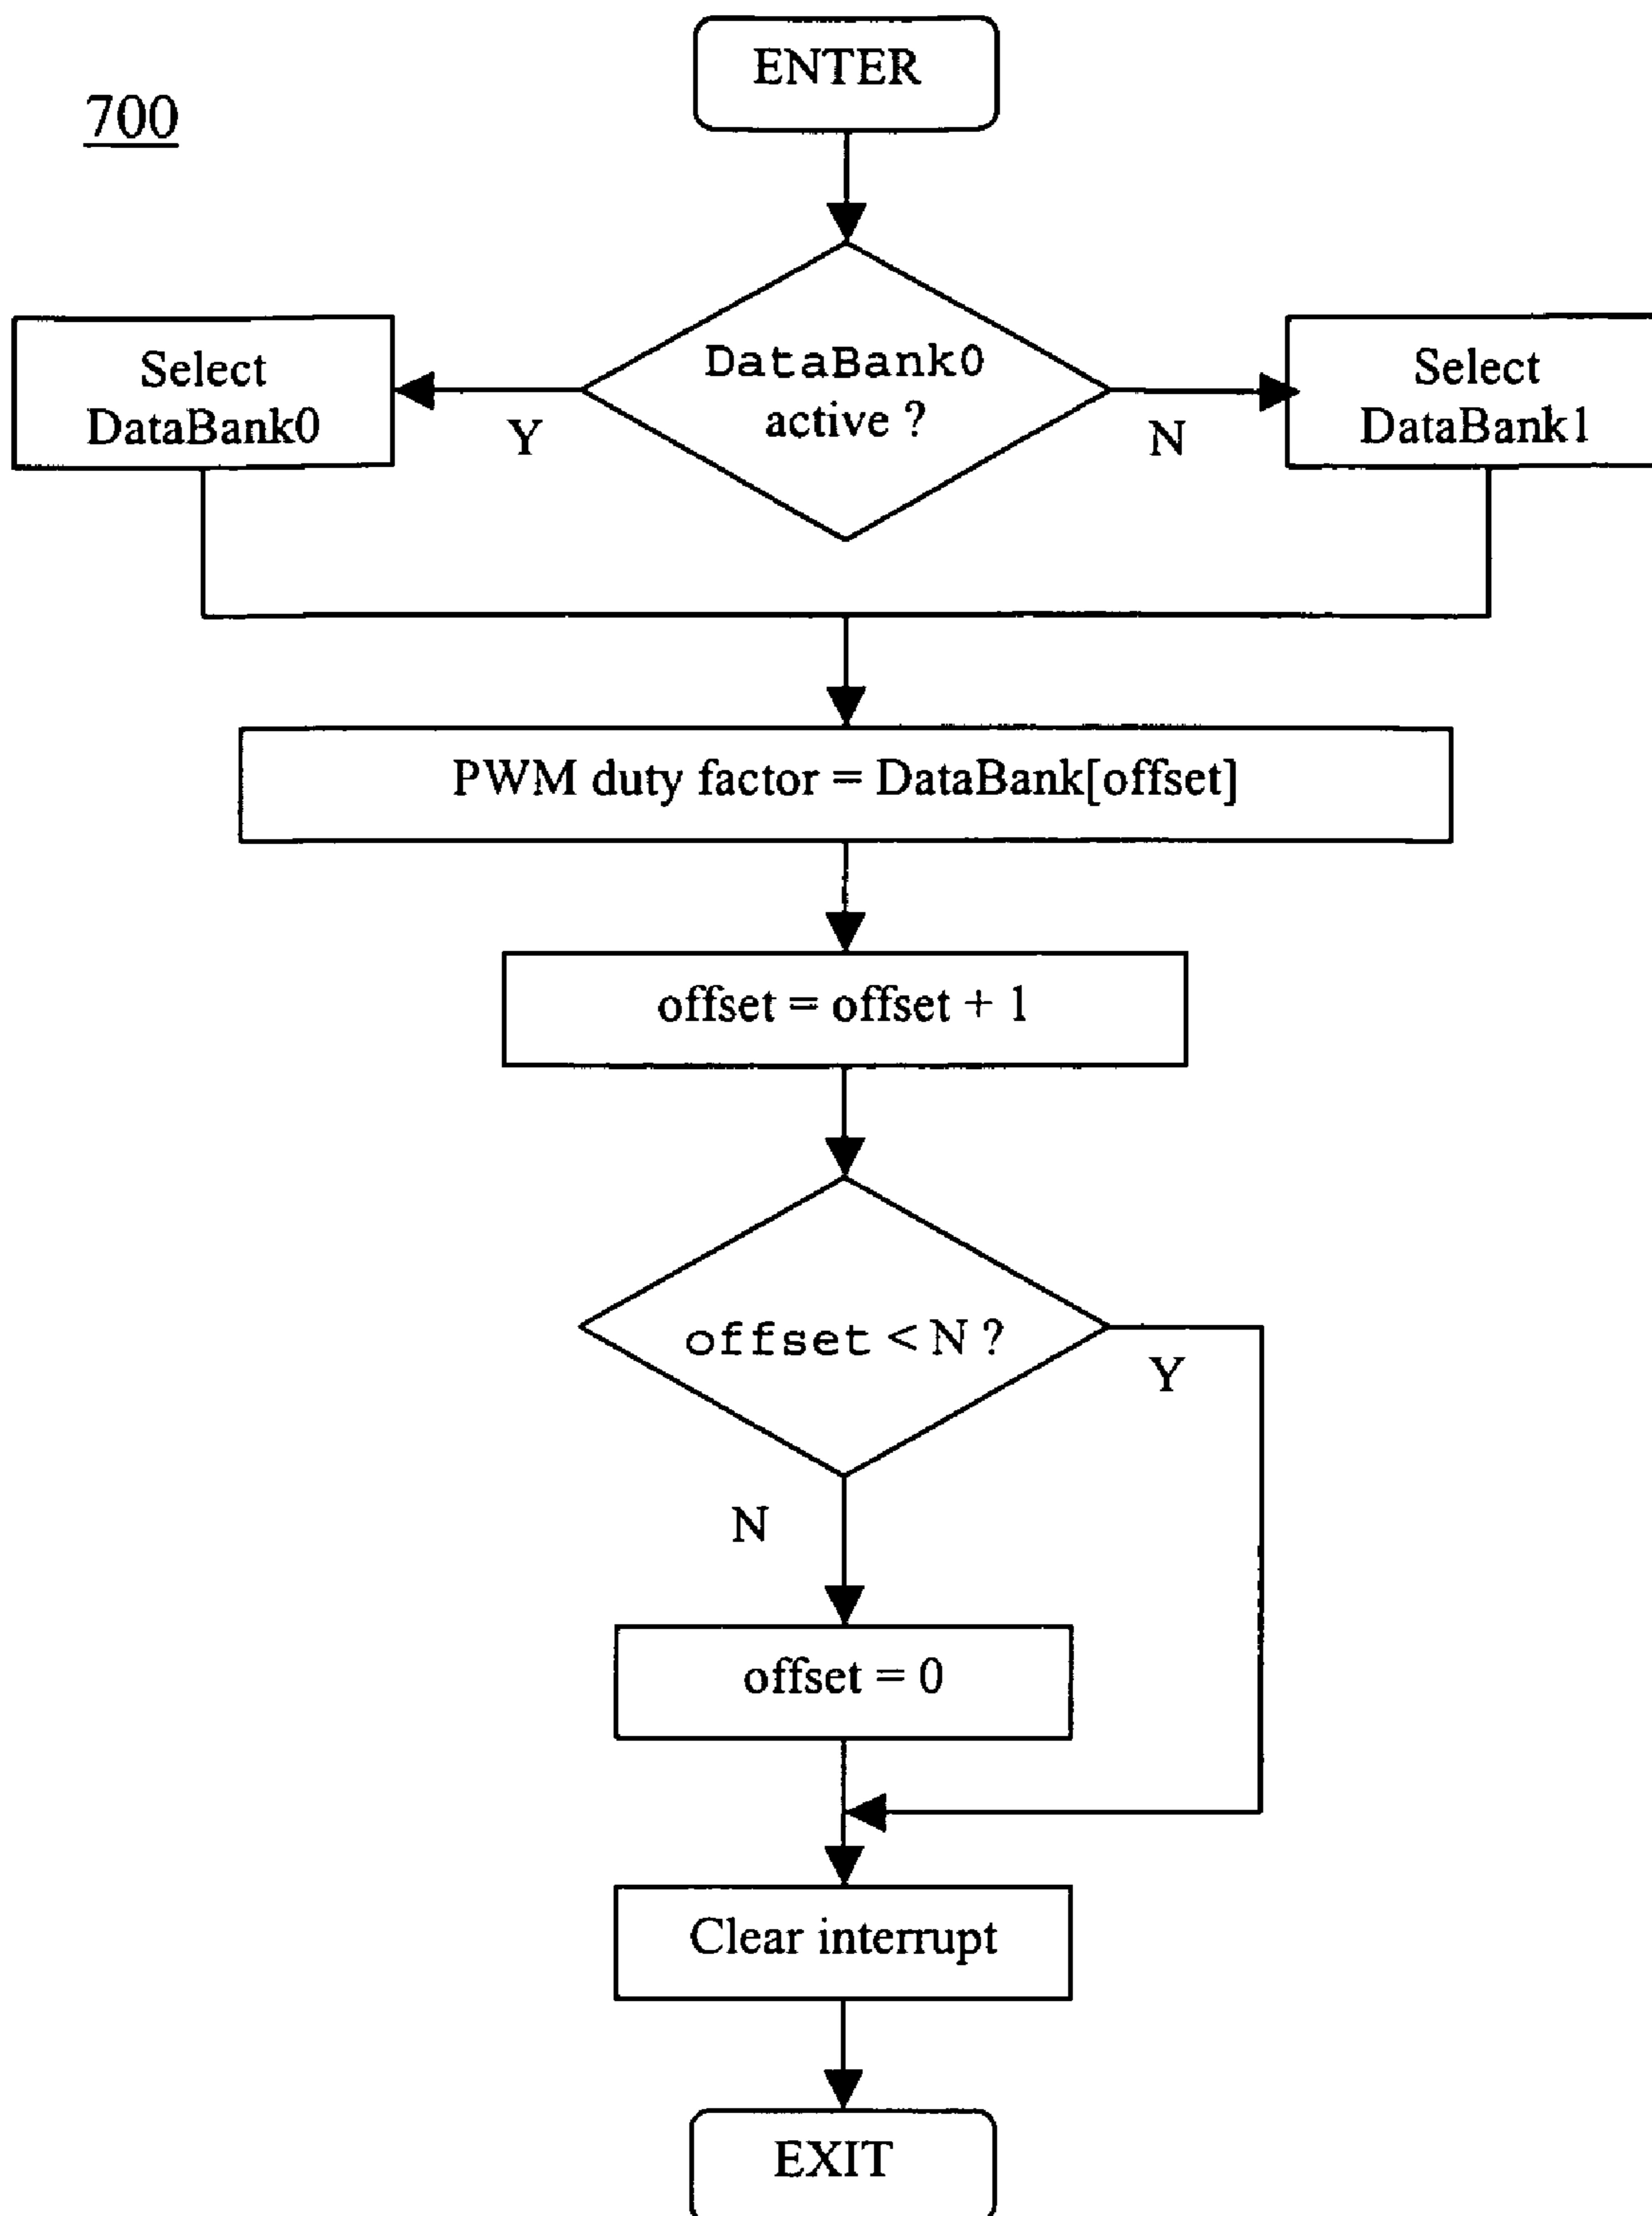 ENTER
700
Select
DataBank0
DataBank0
active ?
Select
DataBank1
Y
N
PWM duty factor = DataBank[offset]
offset = offset + 1
offset < N ?
Y
N
offset = 0
Clear interrupt
EXIT